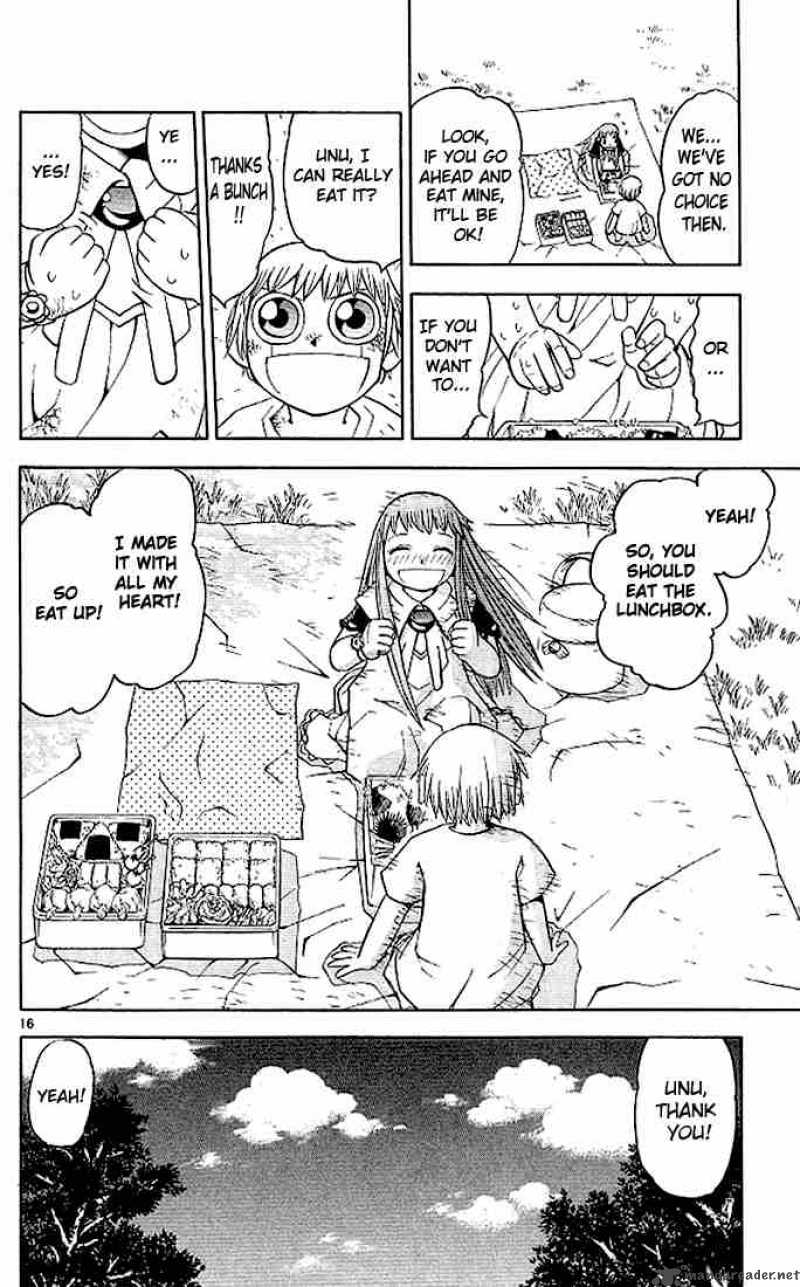 WE...
WE'VE
GOT NO
CHOICE
THEN.
LOOK,
IF YOU GO
AHEAD AND
EAT MINE,
IT'LL BE
OK!
OR
...
IF YOU
DON'T
WANT
TO...
UNU, I
CAN REALLY
EAT IT?
THANKS
A BUNCH
!!
YE
...
...
YES!
YEAH!
SO, YOU
SHOULD
EAT THE
LUNCHBOX.
I MADE
IT WITH
ALL MY
HEART!
SO
EAT UP!
16
UNU,
THANK
YOU!
YEAH!